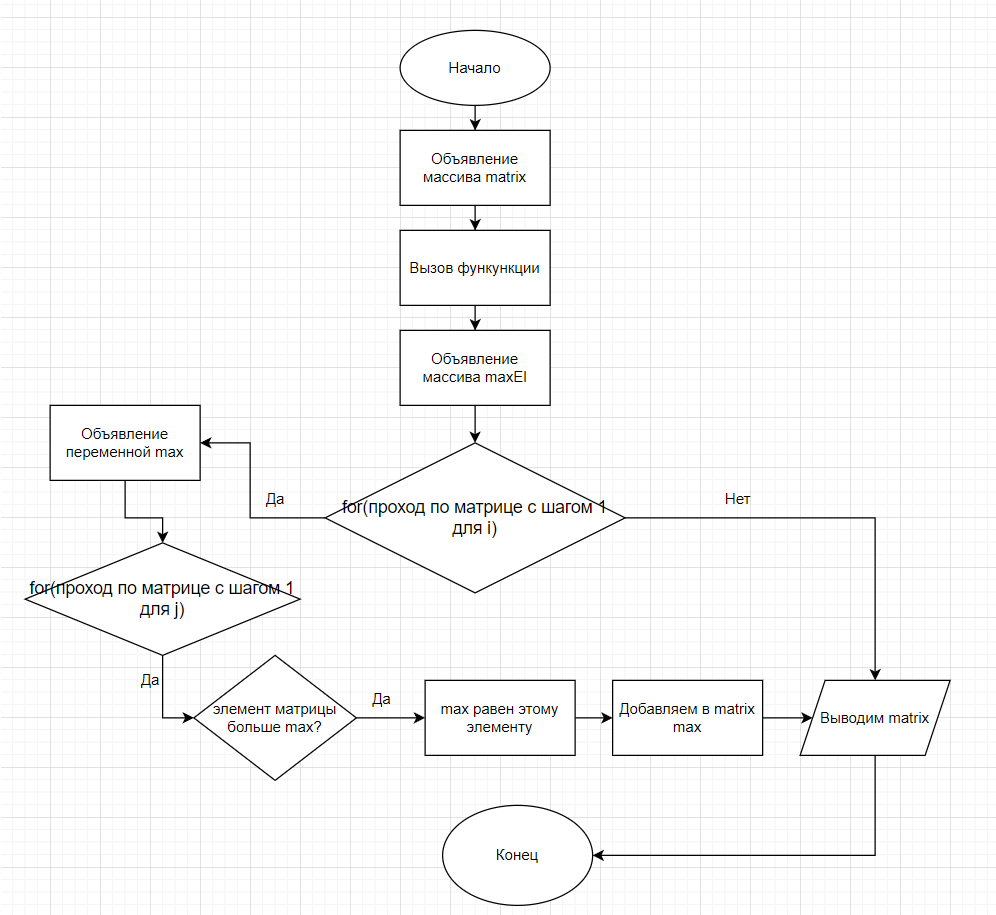 Начало
Объявление
массива matrix
Вызов функункции
Объявление
массива maxEl
Объявление
переменной max
Да
for(проход по матрице с шагом 1
для i)
Нет
for(проход по матрице с шагом 1
для j)
Да
элемент матрицы
больше max?
Да
max равен этому
элементу
Добавляем в matrix
max
Выводим matrix
Конец